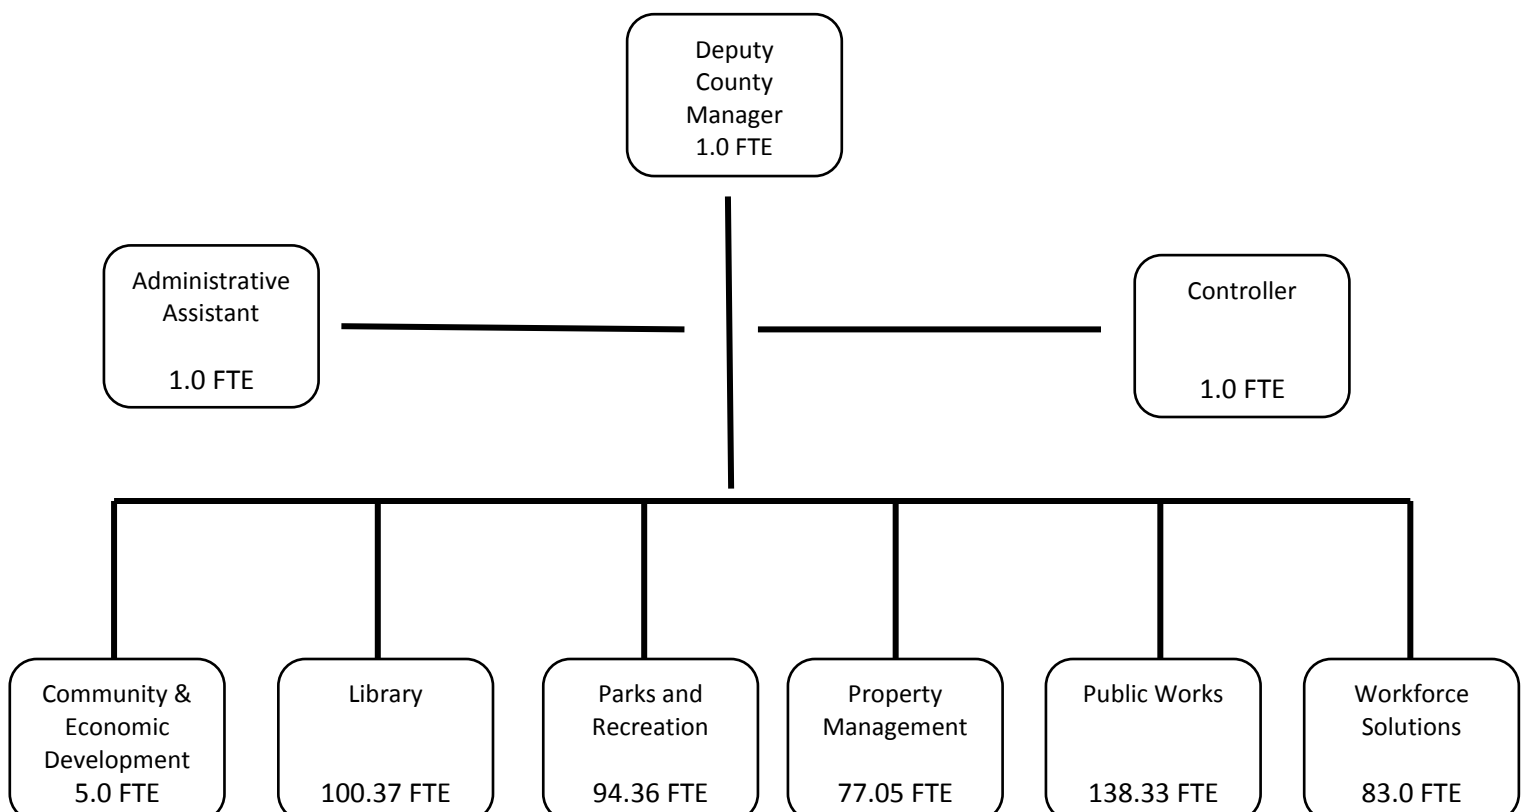 Deputy
County
Manager
1.0 FTE
Administrative
Assistant
1.0 FTE
Controller
1.0 FTE
Community &
Economic
Development
5.0 FTE
Library
100.37 FTE
Parks and
Recreation
94.36 FTE
Property
Management
77.05 FTE
Public Works
138.33 FTE
Workforce
Solutions
83.0 FTE